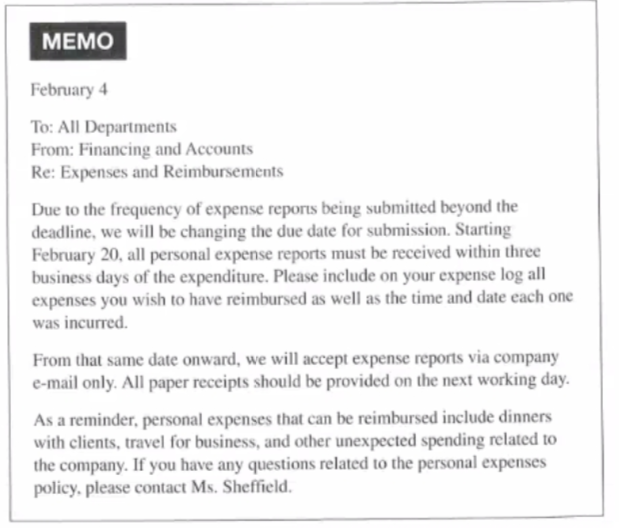 MEMO
February 4
To: All Departments
From: Financing and Accounts
Re: Expenses and Reimbursements
Due to the frequency of expense reports being submitted beyond the
deadline, we will be changing the due date for submission. Starting
February 20, all personal expense reports must be received within three
business days of the expenditure. Please include on your expense log all
expenses you wish to have reimbursed as well as the time and date each one
was incurred.
From that same date onward, we will accept expense reports via company
e-mail only. All paper receipts should be provided on the next working day.
As a reminder, personal expenses that can be reimbursed include dinners
with clients, travel for business, and other unexpected spending related to
the company. If you have any questions related to the personal expenses
policy, please contact Ms. Sheffield.